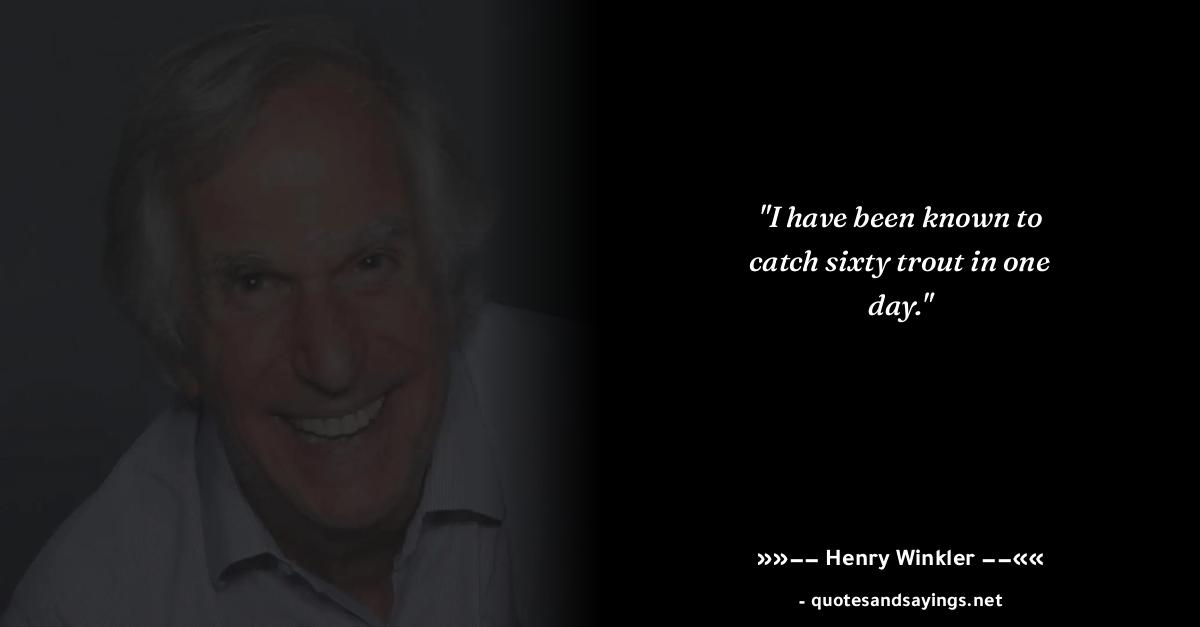 "I have been known to
catch sixty trout in one
day."
»»–– Henry Winkler ––««
- quotesandsayings.net